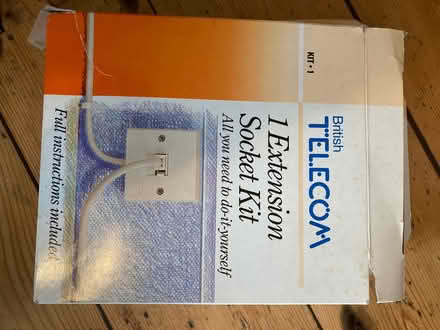 KIT • 1
British
TELECOM
1 Extension
Socket Kit
All you need to do-it-yourself
Full instructions included